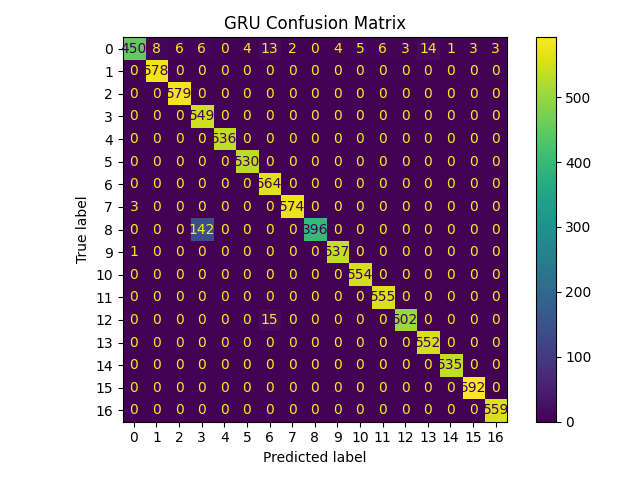 GRU Confusion Matrix
0 450 8 6 6 0 4 13 2 0 4 5 6 3 14 1 3 3
1 0 578 0 0 0 0 0 0 0 0 0 0 0 0 0 0 0
2 0 0 579 0 0 0 0 0 0 0 0 0 0 0 0 0 0
3 0 0 0 549 0 0 0 0 0 0 0 0 0 0 0 0 0
4 0 0 0 0 536 0 0 0 0 0 0 0 0 0 0 0 0
5 0 0 0 0 0 530 0 0 0 0 0 0 0 0 0 0 0
6 0 0 0 0 0 0 564 0 0 0 0 0 0 0 0 0 0
7 3 0 0 0 0 0 0 574 0 0 0 0 0 0 0 0 0
8 0 0 0 142 0 0 0 0 396 0 0 0 0 0 0 0 0
9 1 0 0 0 0 0 0 0 0 537 0 0 0 0 0 0 0
10 0 0 0 0 0 0 0 0 0 0 554 0 0 0 0 0 0
11 0 0 0 0 0 0 0 0 0 0 0 555 0 0 0 0 0
12 0 0 0 0 0 0 15 0 0 0 0 0 502 0 0 0 0
13 0 0 0 0 0 0 0 0 0 0 0 0 0 552 0 0 0
14 0 0 0 0 0 0 0 0 0 0 0 0 0 0 535 0 0
15 0 0 0 0 0 0 0 0 0 0 0 0 0 0 0 592 0
16 0 0 0 0 0 0 0 0 0 0 0 0 0 0 0 0 559
0 1 2 3 4 5 6 7 8 9 10 11 12 13 14 15 16
Predicted label
True label
500
400
300
200
100
0